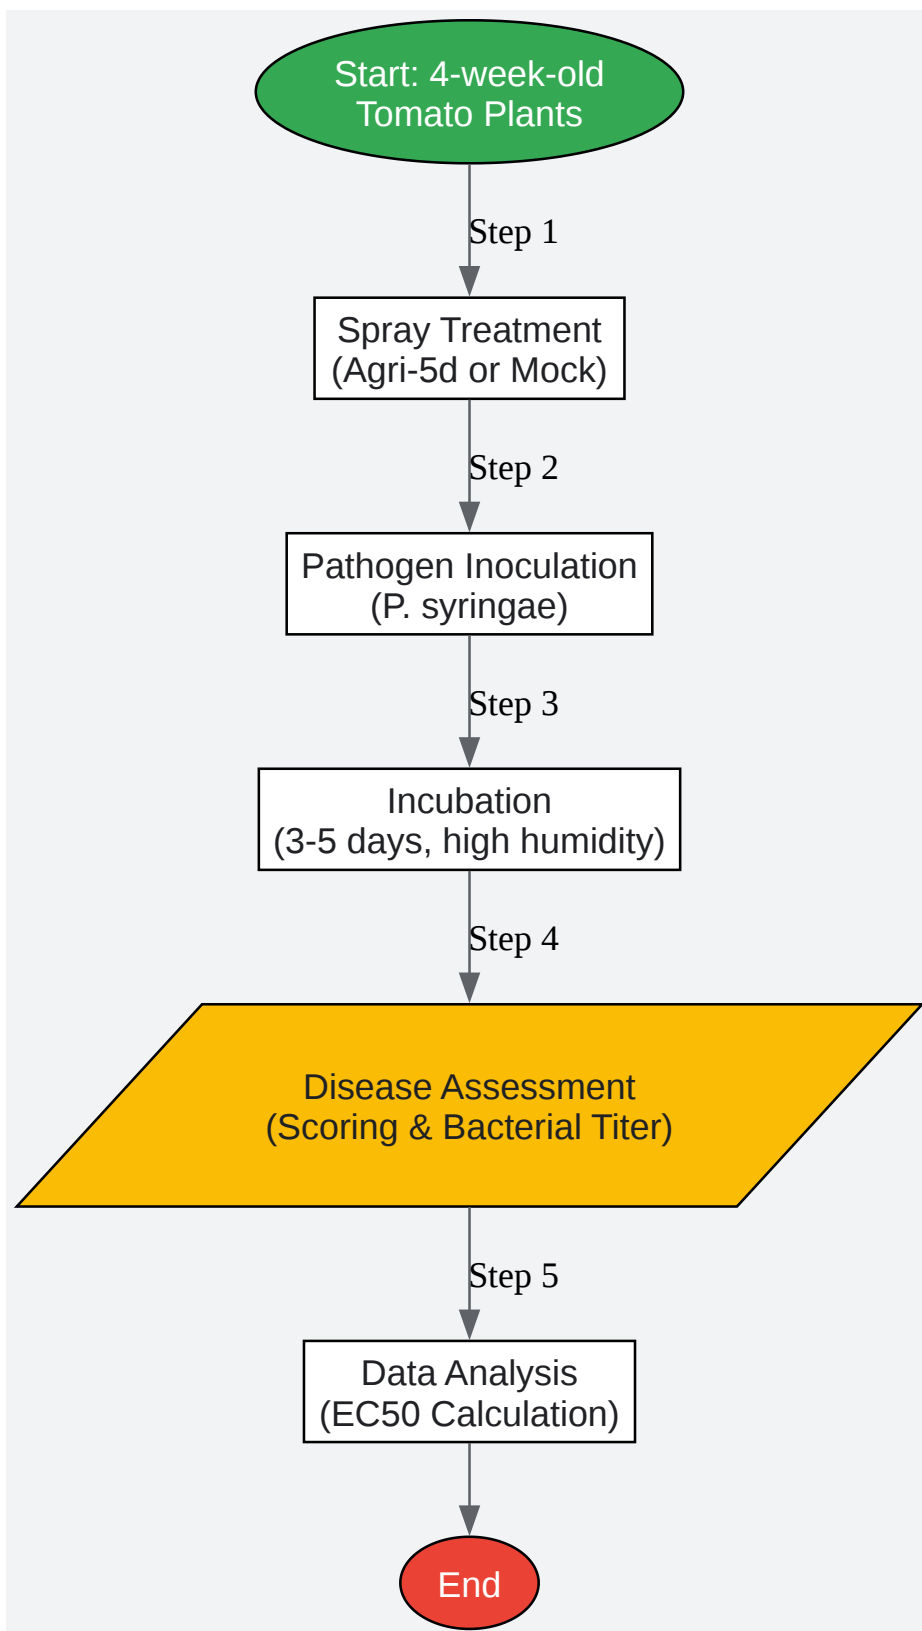 Start: 4-week-old
Tomato Plants
Step 1
Spray Treatment
(Agri-5d or Mock)
Step 2
Pathogen Inoculation
(P. syringae)
Step 3
Incubation
(3-5 days, high humidity)
Step 4
Disease Assessment
(Scoring & Bacterial Titer)
Step 5
Data Analysis
(EC50 Calculation)
End